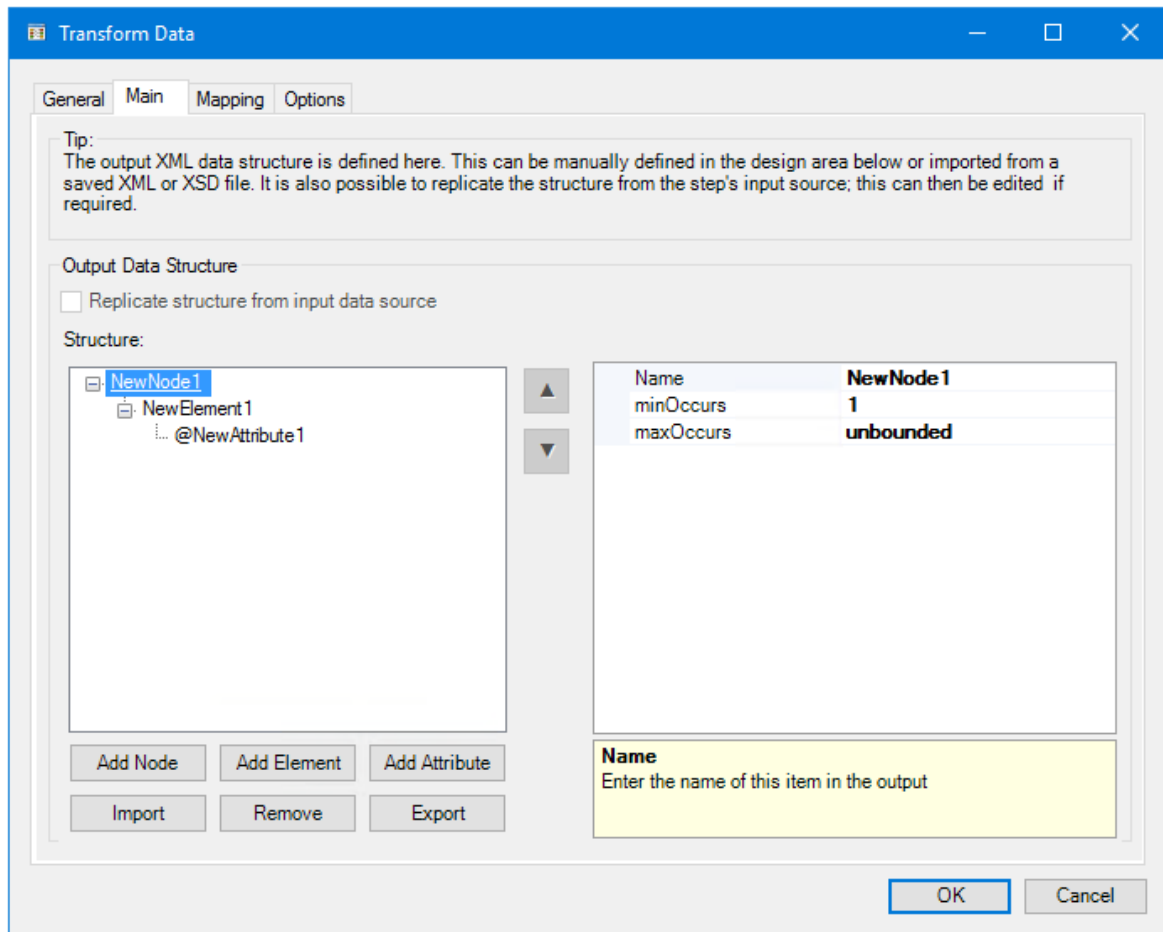 Transform Data
General Main Mapping Options
Tip:
The output XML data structure is defined here. This can be manually defined in the design area below or imported from a
saved XML or XSD file. It is also possible to replicate the structure from the step's input source; this can then be edited  if
required.
Output Data Structure
Replicate structure from input data source
Structure:
NewNode1
NewElement1
@NewAttribute1
Name NewNode1
minOccurs 1
maxOccurs unbounded
Add Node Add Element Add Attribute
Import Remove Export
Name
Enter the name of this item in the output
OK Cancel